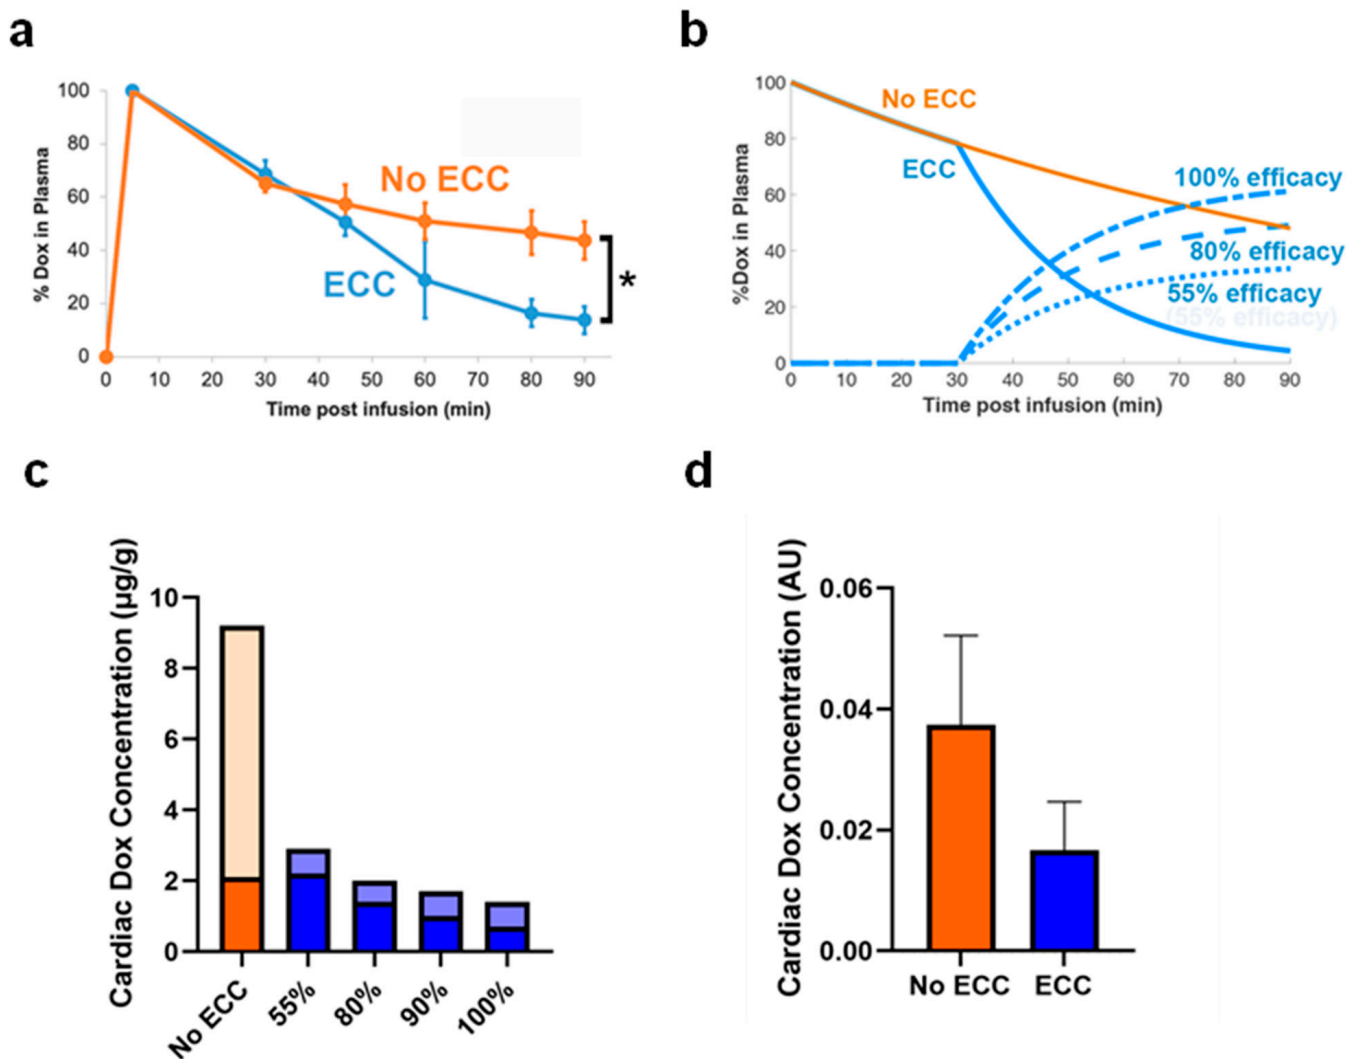 a
% Dox in Plasma
100
80
60
40
20
0
No ECC
ECC
*
0 10 20 30 40 50 60 70 80 90
Time post infusion (min)
b
%Dox in Plasma
100
80
60
40
20
0
No ECC
ECC
100% efficacy
80% efficacy
55% efficacy
(55% efficacy)
0 10 20 30 40 50 60 70 80 90
Time post infusion (min)
c
Cardiac Dox Concentration (µg/g)
10
8
6
4
2
0
No ECC 55% 80% 90% 100%
d
Cardiac Dox Concentration (AU)
0.06
0.04
0.02
0.00
No ECC ECC